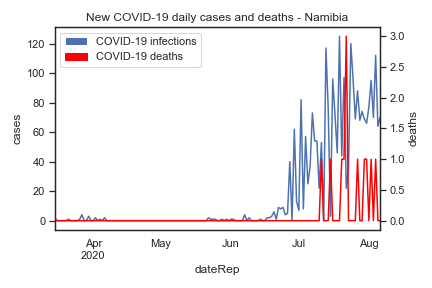 New COVID-19 daily cases and deaths - Namibia
COVID-19 infections
COVID-19 deaths
cases
120
100
80
60
40
20
0
deaths
3.0
2.5
2.0
1.5
1.0
0.5
0.0
Apr
2020
May
Jun
Jul
Aug
dateRep